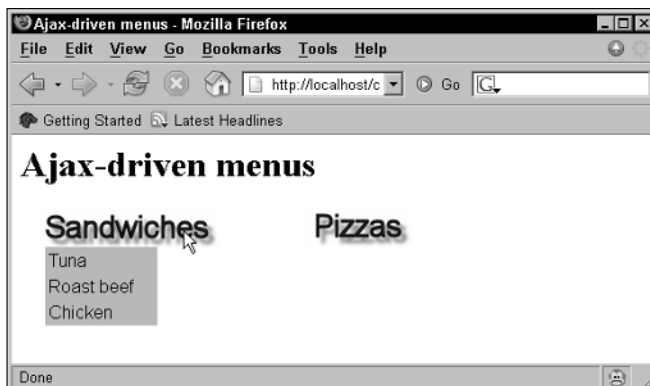 Ajax-driven menus - Mozilla Firefox
File Edit View Go Bookmarks Tools Help
http://localhost/c Go G
Getting Started Latest Headlines
Ajax-driven menus
Sandwiches Pizzas
Tuna
Roast beef
Chicken
Done